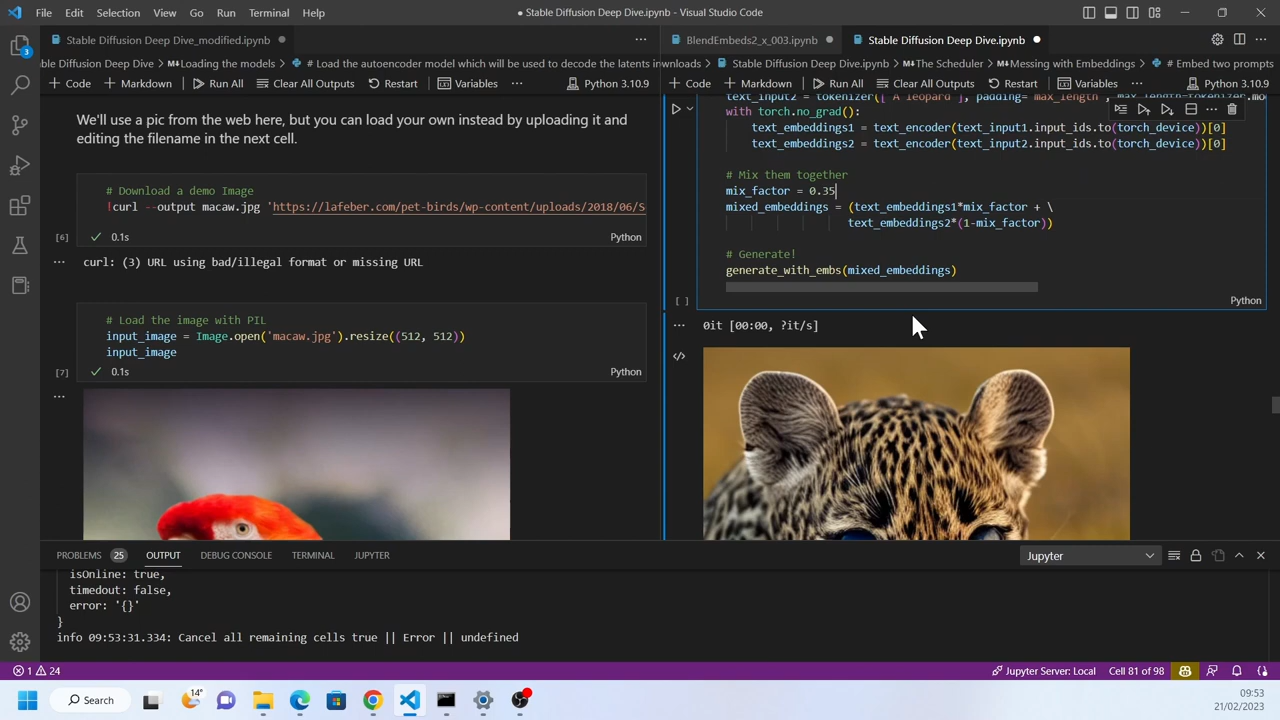 File Edit Selection View Go Run Terminal Help
● Stable Diffusion Deep Dive.ipynb - Visual Studio Code
3
Stable Diffusion Deep Dive_modified.ipynb ●
···
able Diffusion Deep Dive > Loading the models > # Load the autoencoder model which will be used to decode the latents in
+ Code + Markdown Run All Clear All Outputs Restart Variables ··· Python 3.10.9
We'll use a pic from the web here, but you can load your own instead by uploading it and
editing the filename in the next cell.
# Download a demo Image
!curl --output macaw.jpg 'https://lafeber.com/pet-birds/wp-content/uploads/2018/06/S
[6] 0.1s Python
··· curl: (3) URL using bad/illegal format or missing URL
# Load the image with PIL
input_image = Image.open('macaw.jpg').resize((512, 512))
input_image
[7] 0.1s Python
···
BlendEmbeds2_x_003.ipynb ● Stable Diffusion Deep Dive.ipynb ●
···
wnloads > Stable Diffusion Deep Dive.ipynb > The Scheduler > Messing with Embeddings > # Embed two prompts
+ Code + Markdown Run All Clear All Outputs Restart Variables ··· Python 3.10.9
text_input2 = tokenizer([ A leopard ], padding= max_length , max_length=tokenizer.mo
with torch.no_grad():
text_embeddings1 = text_encoder(text_input1.input_ids.to(torch_device))[0]
text_embeddings2 = text_encoder(text_input2.input_ids.to(torch_device))[0]
# Mix them together
mix_factor = 0.35
mixed_embeddings = (text_embeddings1*mix_factor + \
text_embeddings2*(1-mix_factor))
# Generate!
generate_with_embs(mixed_embeddings)
[ ] Python
··· 0it [00:00, ?it/s]
PROBLEMS 25 OUTPUT DEBUG CONSOLE TERMINAL JUPYTER Jupyter
isOnline: true,
timedout: false,
error: '{}'
}
info 09:53:31.334: Cancel all remaining cells true || Error || undefined
1 24 Jupyter Server: Local Cell 81 of 98
Search 14° 09:53
21/02/2023